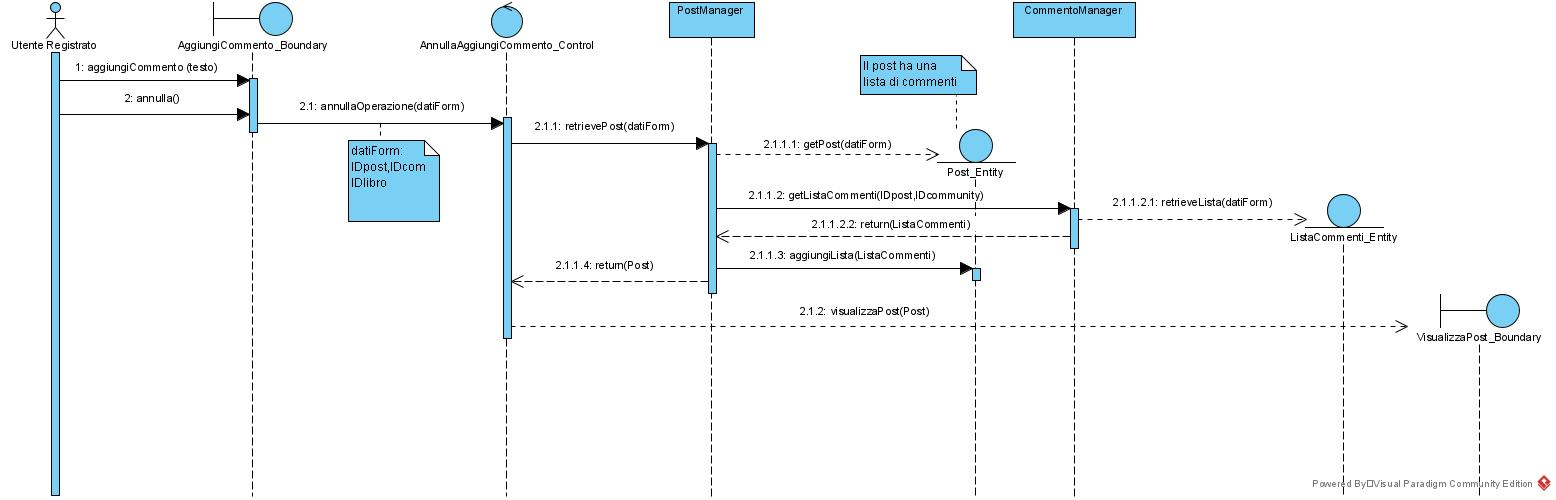 PostManager
CommentoManager
Utente Registrato
AggiungiCommento_Boundary
AnnullaAggiungiCommento_Control
1: aggiungiCommento (testo)
2: annulla()
2.1: annullaOperazione(datiForm)
datiForm:
IDpost,IDcom
IDlibro
2.1.1: retrievePost(datiForm)
Il post ha una
lista di commenti
2.1.1.1: getPost(datiForm)
Post_Entity
2.1.1.2: getListaCommenti(IDpost,IDcommunity)
2.1.1.2.1: retrieveLista(datiForm)
ListaCommenti_Entity
2.1.1.2.2: return(ListaCommenti)
2.1.1.3: aggiungiLista(ListaCommenti)
2.1.1.4: return(Post)
2.1.2: visualizzaPost(Post)
VisualizzaPost_Boundary
Powered By Visual Paradigm Community Edition